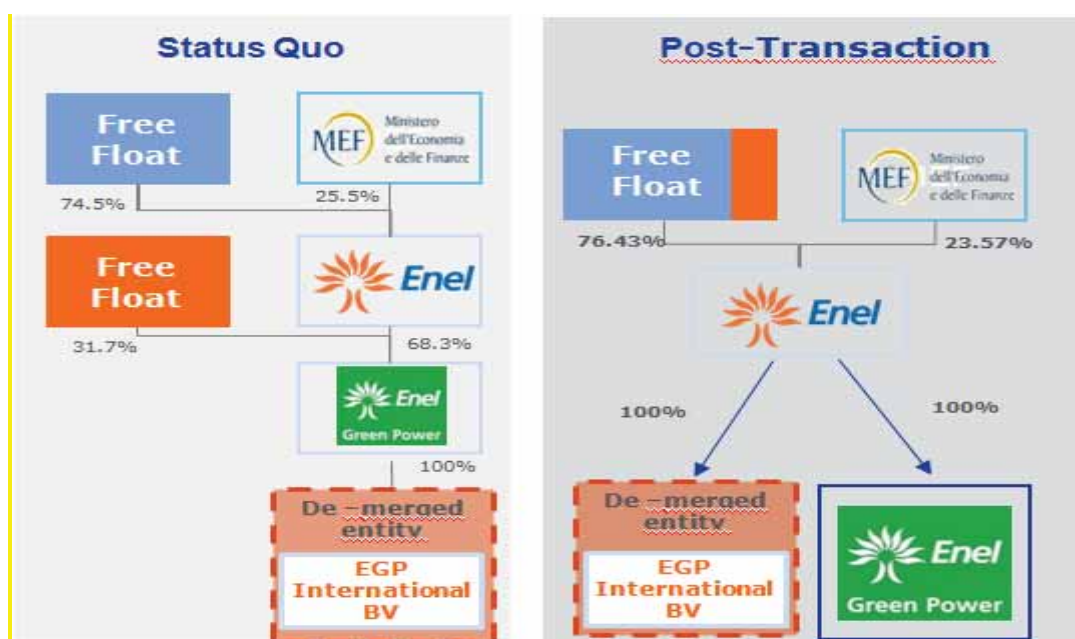 Status Quo
Free
Float
MEF
Ministero
dell'Economia
e delle Finanze
74.5%
25.5%
Free
Float
Enel
31.7%
68.3%
Enel
Green Power
100%
De -merged
entity
EGP
International
BV
Post-Transaction
Free
Float
MEF
Ministero
dell'Economia
e delle Finanze
76.43%
23.57%
Enel
100%
100%
De -merged
entity
EGP
International
BV
Enel
Green Power